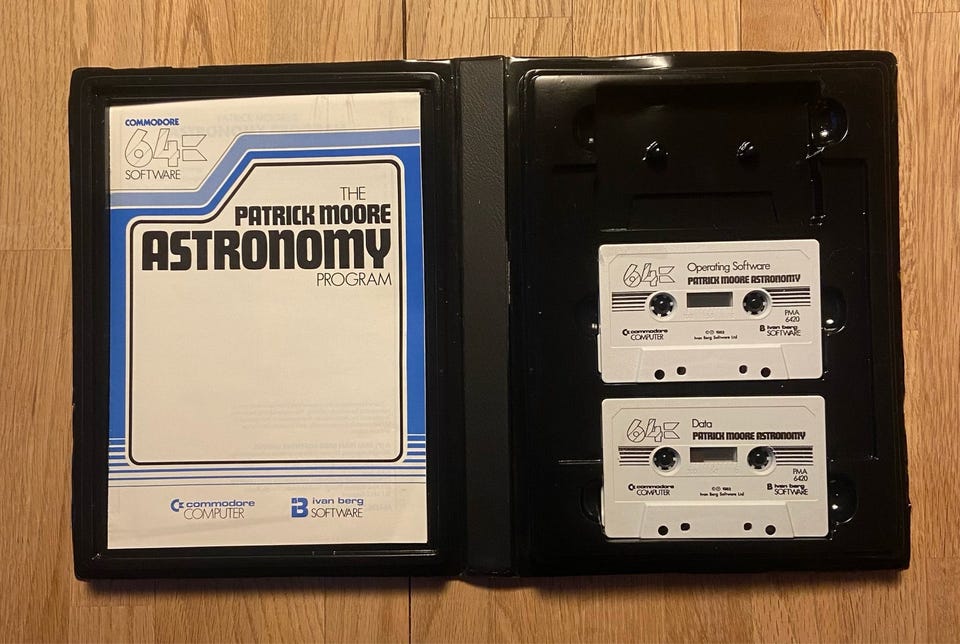 COMMODORE
64
SOFTWARE
THE
PATRICK MOORE
ASTRONOMY
PROGRAM
commodore
COMPUTER
ivan berg
SOFTWARE
64
Operating Software
PATRICK MOORE ASTRONOMY
PMA
6420
commodore
COMPUTER
©℗ 1983
Ivan Berg Software Ltd
ivan berg
SOFTWARE
64
Data
PATRICK MOORE ASTRONOMY
PMA
6420
commodore
COMPUTER
©℗ 1983
Ivan Berg Software Ltd
ivan berg
SOFTWARE